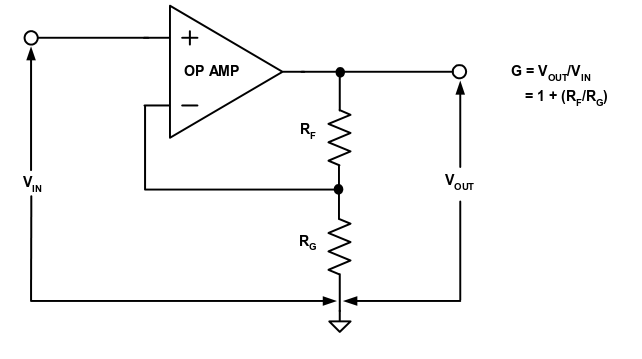 +
OP AMP
−
G = VOUT/VIN
= 1 + (RF/RG)
RF
VIN
VOUT
RG